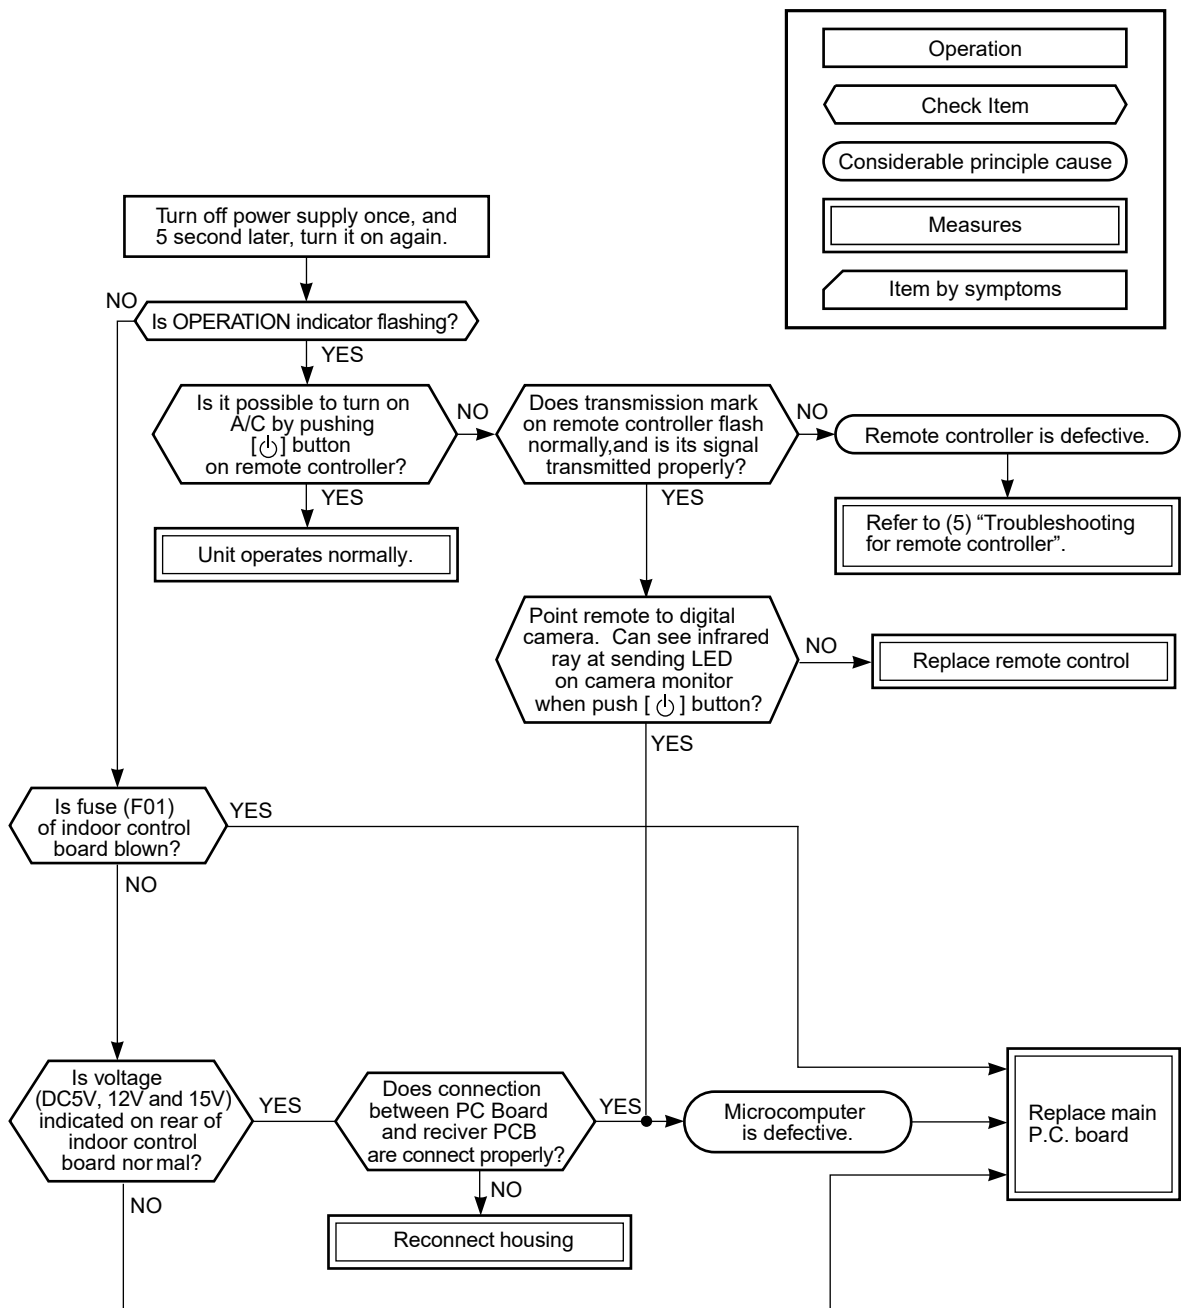 Operation
Check Item
Considerable principle cause
Measures
Item by symptoms
Turn off power supply once, and
5 second later, turn it on again.
NO
Is OPERATION indicator flashing?
YES
Is it possible to turn on
A/C by pushing
[⏻] button
on remote controller?
NO
Does transmission mark
on remote controller flash
normally,and is its signal
transmitted properly?
NO
Remote controller is defective.
YES
YES
Unit operates normally.
Refer to (5) “Troubleshooting
for remote controller”.
Point remote to digital
camera. Can see infrared
ray at sending LED
on camera monitor
when push [ ⏻ ] button?
NO
Replace remote control
YES
Is fuse (F01)
of indoor control
board blown?
YES
NO
Is voltage
(DC5V, 12V and 15V)
indicated on rear of
indoor control
board normal?
YES
Does connection
between PC Board
and reciver PCB
are connect properly?
YES
Microcomputer
is defective.
Replace main
P.C. board
NO
NO
Reconnect housing